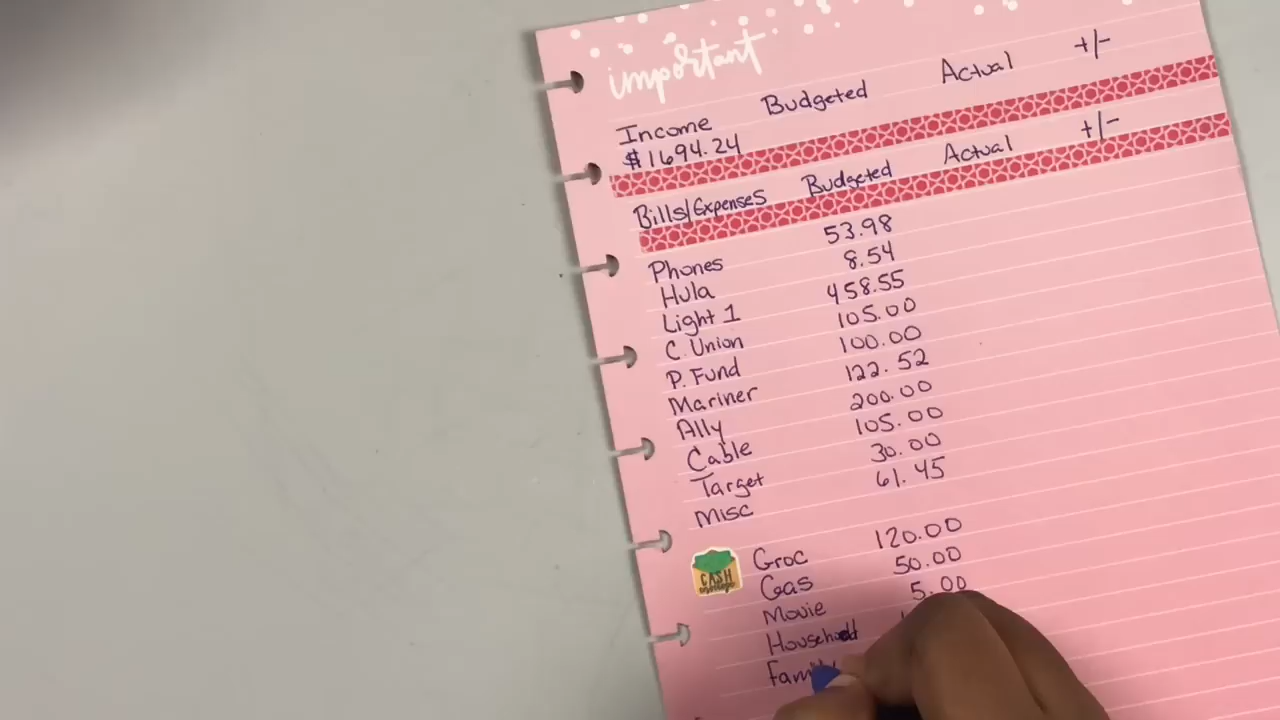 important
Income Budgeted Actual +/-
$1694.24
Bills/Expenses Budgeted Actual +/-
Phones 53.98
Hula 8.54
Light 1 458.55
C. Union 105.00
P. Fund 100.00
Mariner 122.52
Ally 200.00
Cable 105.00
Target 30.00
Misc 61.45
CASH
Groc 120.00
Gas 50.00
Movie 5.00
Household